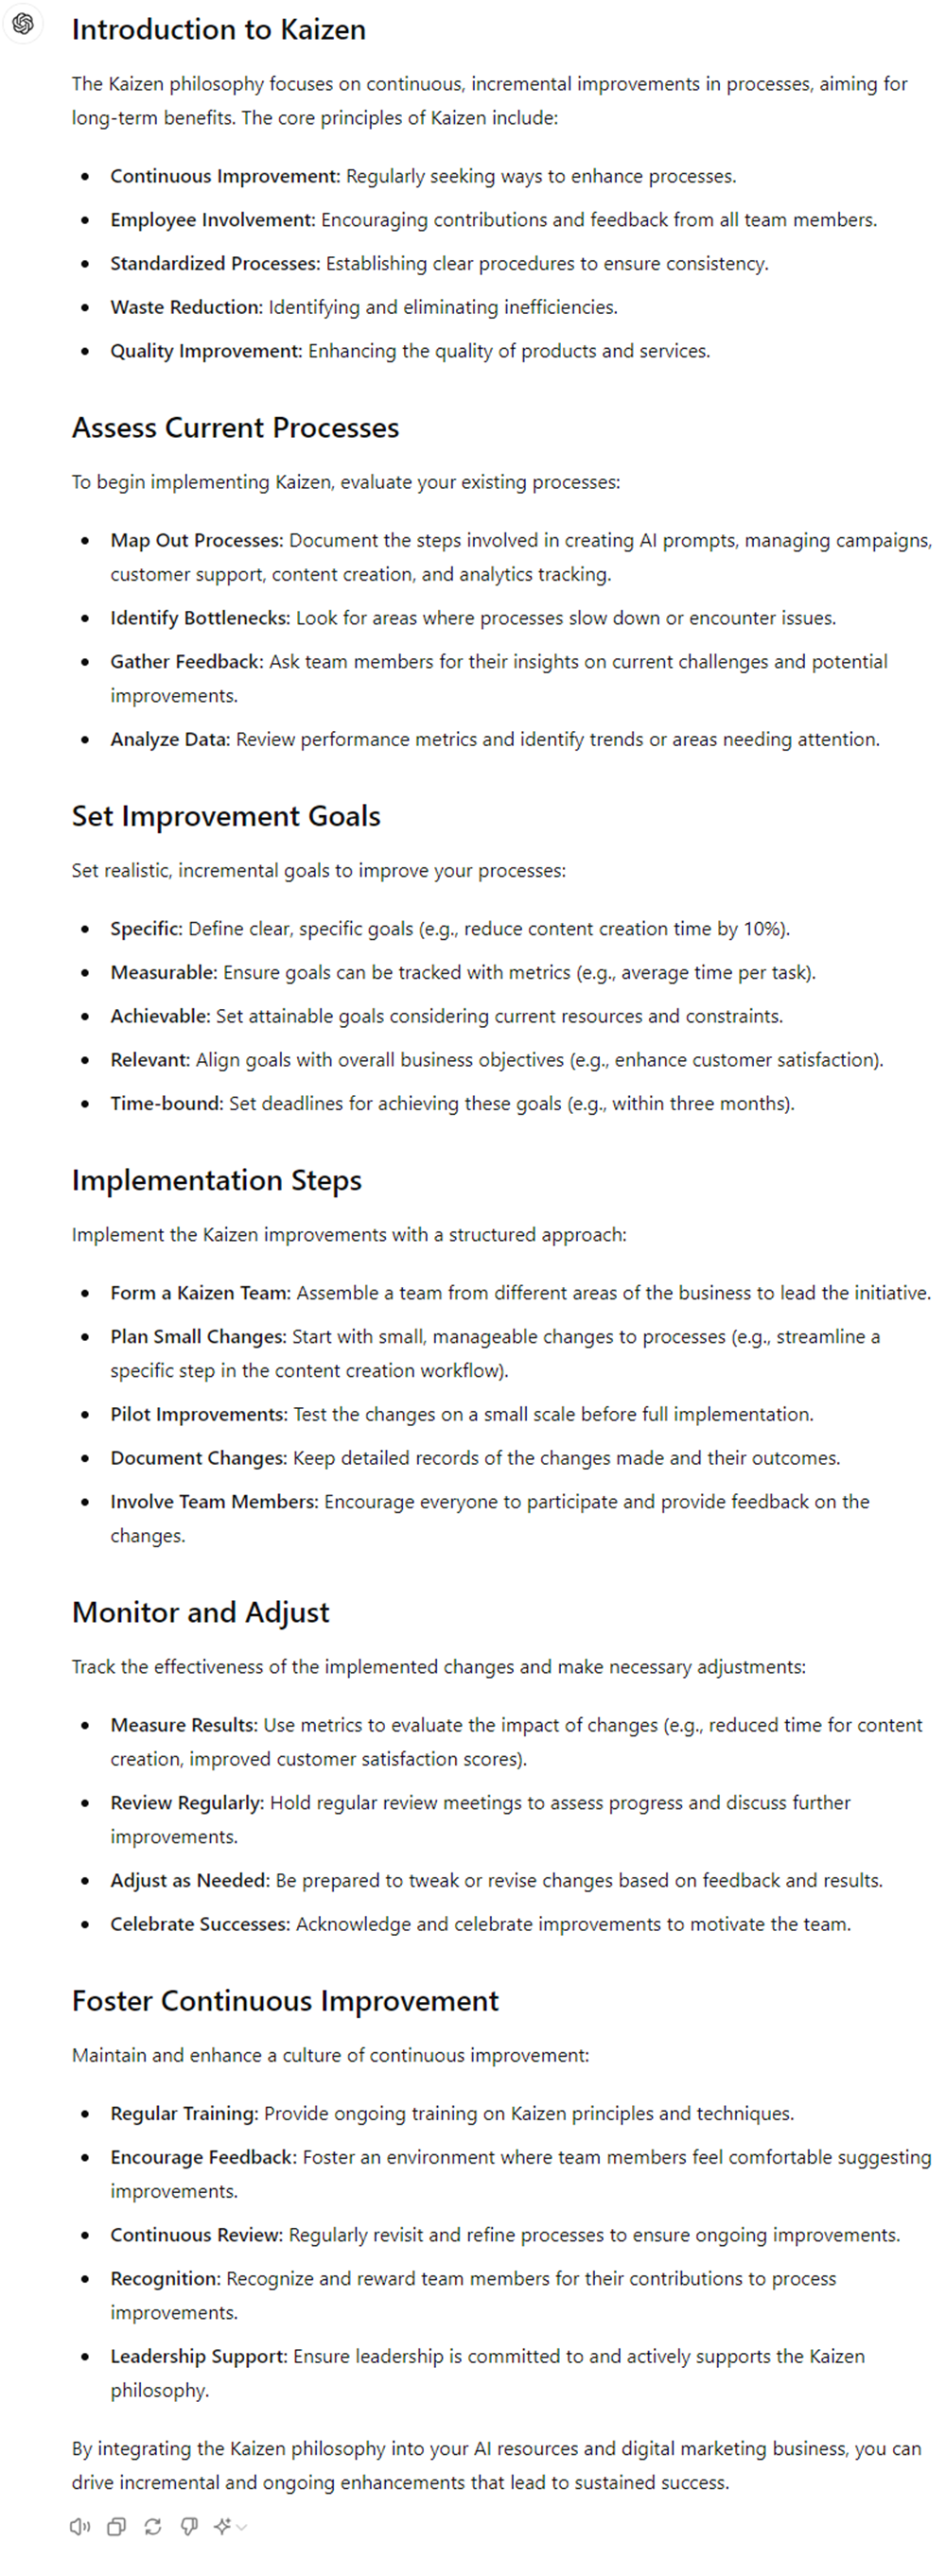 Introduction to Kaizen
The Kaizen philosophy focuses on continuous, incremental improvements in processes, aiming for
long-term benefits. The core principles of Kaizen include:
• Continuous Improvement: Regularly seeking ways to enhance processes.
• Employee Involvement: Encouraging contributions and feedback from all team members.
• Standardized Processes: Establishing clear procedures to ensure consistency.
• Waste Reduction: Identifying and eliminating inefficiencies.
• Quality Improvement: Enhancing the quality of products and services.
Assess Current Processes
To begin implementing Kaizen, evaluate your existing processes:
• Map Out Processes: Document the steps involved in creating AI prompts, managing campaigns,
customer support, content creation, and analytics tracking.
• Identify Bottlenecks: Look for areas where processes slow down or encounter issues.
• Gather Feedback: Ask team members for their insights on current challenges and potential
improvements.
• Analyze Data: Review performance metrics and identify trends or areas needing attention.
Set Improvement Goals
Set realistic, incremental goals to improve your processes:
• Specific: Define clear, specific goals (e.g., reduce content creation time by 10%).
• Measurable: Ensure goals can be tracked with metrics (e.g., average time per task).
• Achievable: Set attainable goals considering current resources and constraints.
• Relevant: Align goals with overall business objectives (e.g., enhance customer satisfaction).
• Time-bound: Set deadlines for achieving these goals (e.g., within three months).
Implementation Steps
Implement the Kaizen improvements with a structured approach:
• Form a Kaizen Team: Assemble a team from different areas of the business to lead the initiative.
• Plan Small Changes: Start with small, manageable changes to processes (e.g., streamline a
specific step in the content creation workflow).
• Pilot Improvements: Test the changes on a small scale before full implementation.
• Document Changes: Keep detailed records of the changes made and their outcomes.
• Involve Team Members: Encourage everyone to participate and provide feedback on the
changes.
Monitor and Adjust
Track the effectiveness of the implemented changes and make necessary adjustments:
• Measure Results: Use metrics to evaluate the impact of changes (e.g., reduced time for content
creation, improved customer satisfaction scores).
• Review Regularly: Hold regular review meetings to assess progress and discuss further
improvements.
• Adjust as Needed: Be prepared to tweak or revise changes based on feedback and results.
• Celebrate Successes: Acknowledge and celebrate improvements to motivate the team.
Foster Continuous Improvement
Maintain and enhance a culture of continuous improvement:
• Regular Training: Provide ongoing training on Kaizen principles and techniques.
• Encourage Feedback: Foster an environment where team members feel comfortable suggesting
improvements.
• Continuous Review: Regularly revisit and refine processes to ensure ongoing improvements.
• Recognition: Recognize and reward team members for their contributions to process
improvements.
• Leadership Support: Ensure leadership is committed to and actively supports the Kaizen
philosophy.
By integrating the Kaizen philosophy into your AI resources and digital marketing business, you can
drive incremental and ongoing enhancements that lead to sustained success.